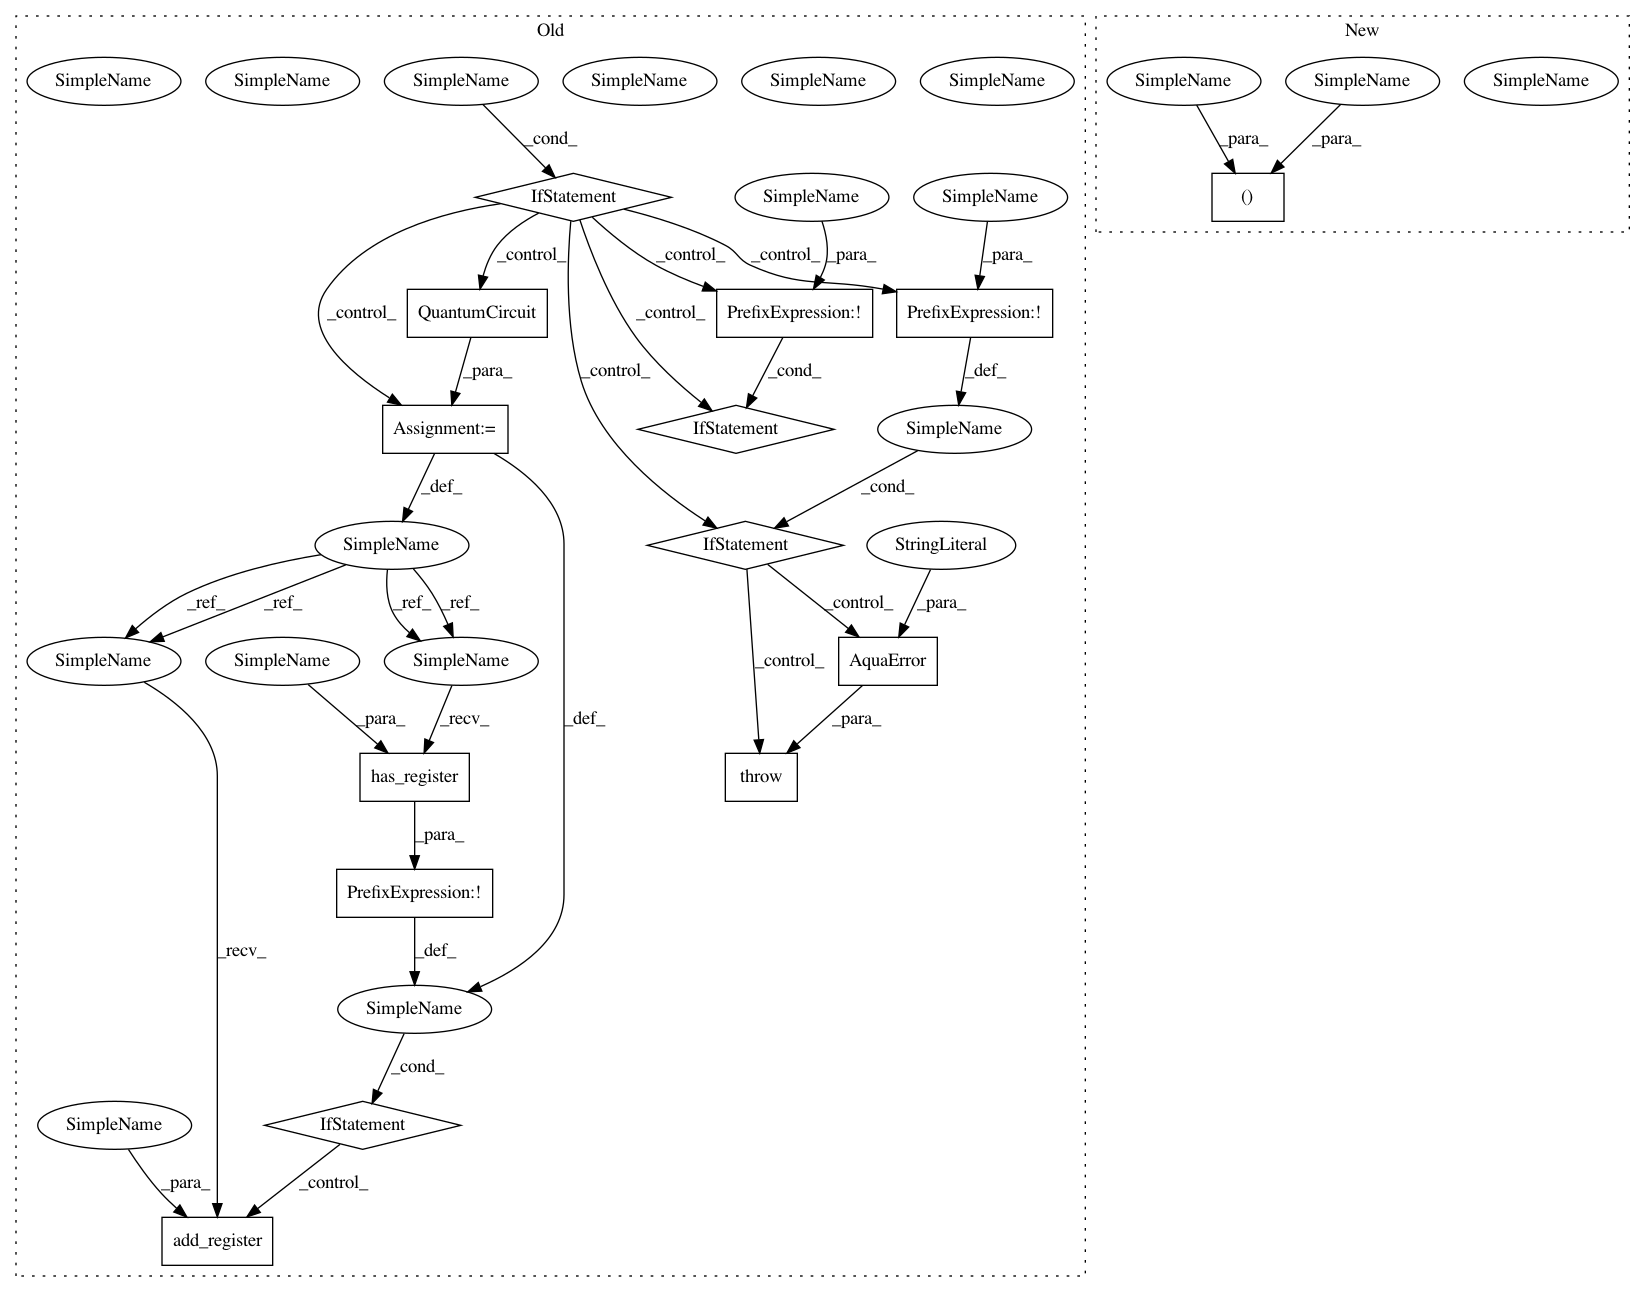 Old
New
SimpleName
SimpleName
SimpleName
SimpleName
SimpleName
SimpleName
SimpleName
SimpleName
SimpleName
_cond_
_para_
_para_
IfStatement
SimpleName
SimpleName
()
_control_
_control_
_para_
_control_
_para_
_control_
QuantumCircuit
PrefixExpression:!
PrefixExpression:!
_control_
_para_
_control_
_cond_
_def_
Assignment:=
IfStatement
SimpleName
_def_
_cond_
SimpleName
IfStatement
StringLiteral
_ref_
_ref_
_ref_
_ref_
_control_
_para_
SimpleName
SimpleName
SimpleName
_control_
AquaError
_para_
_recv_
_def_
_para_
has_register
throw
_para_
PrefixExpression:!
_recv_
_def_
SimpleName
_cond_
SimpleName
IfStatement
_para_
_control_
add_register